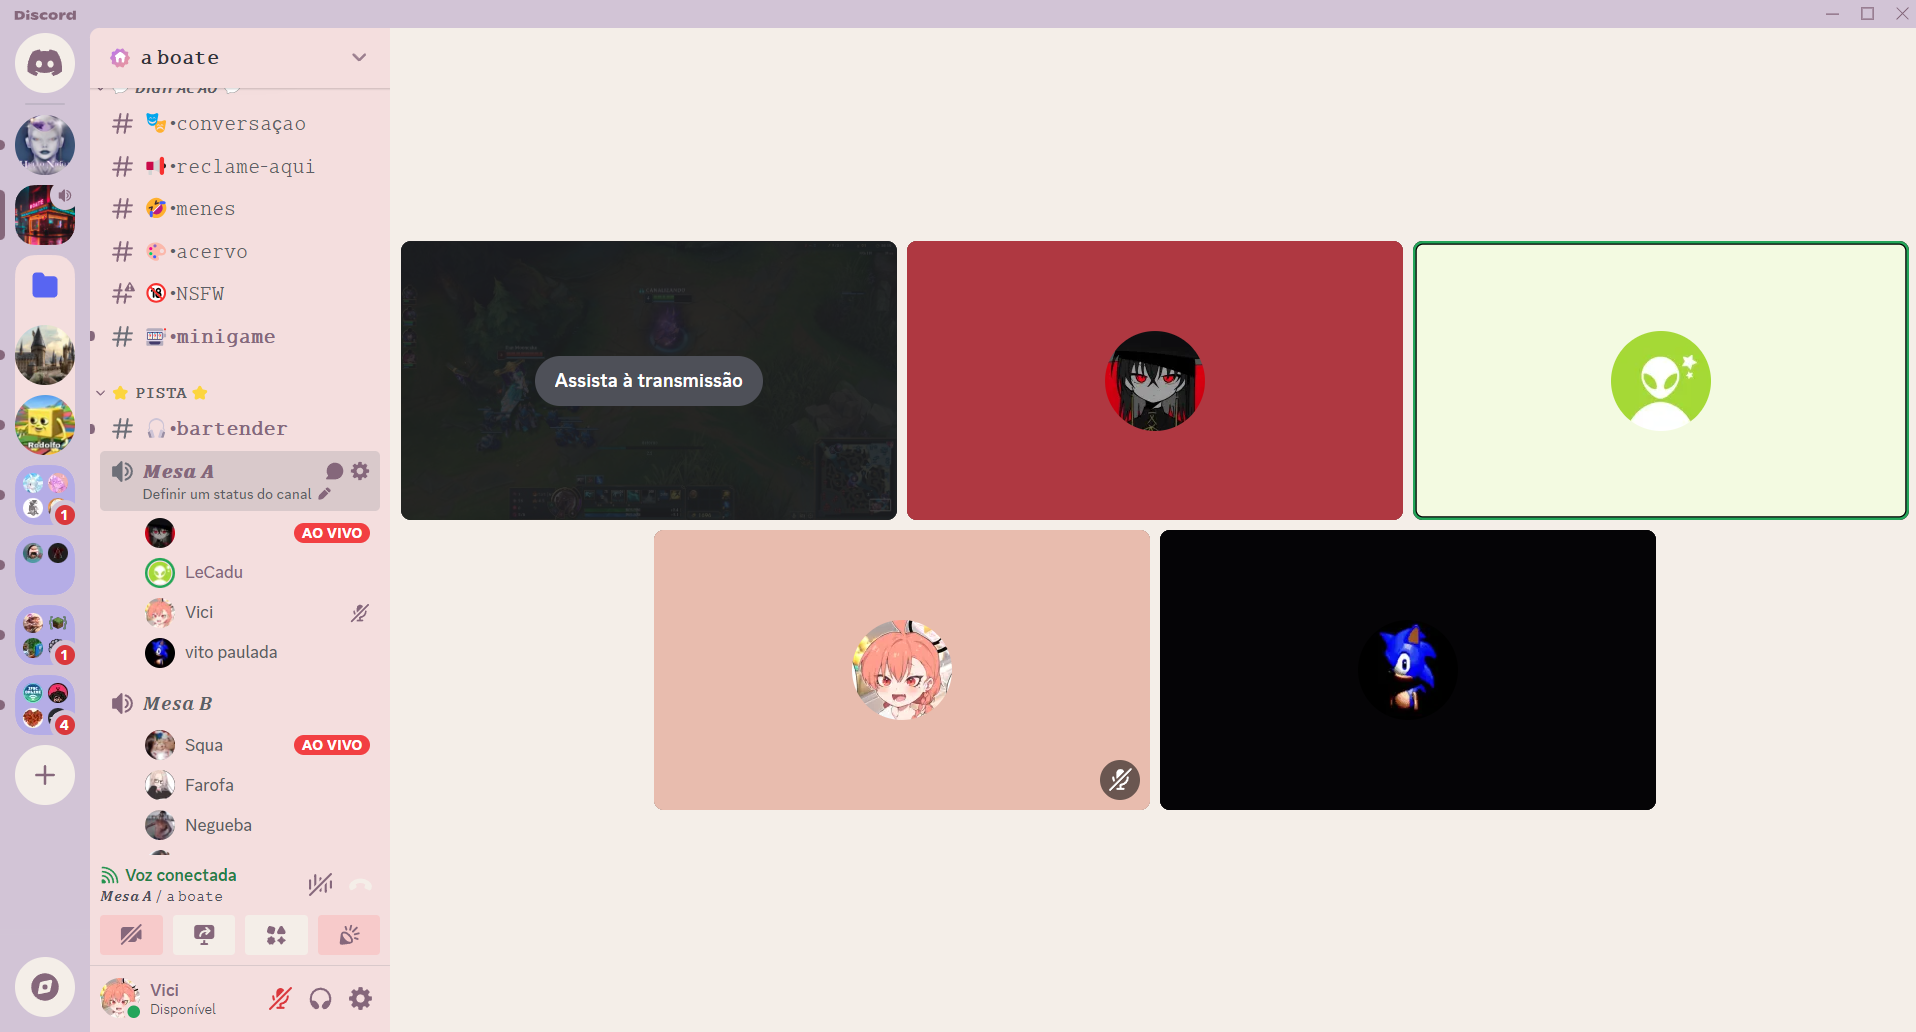 Discord
a boate
DIGITAÇÃO
•conversaçao
•reclame-aqui
•menes
•acervo
•NSFW
•minigame
PISTA
•bartender
Mesa A
Definir um status do canal
AO VIVO
LeCadu
Vici
vito paulada
Mesa B
Squa
AO VIVO
Farofa
Negueba
Voz conectada
Mesa A / a boate
Vici
Disponível
Assista à transmissão
Rodolfo
1
1
4